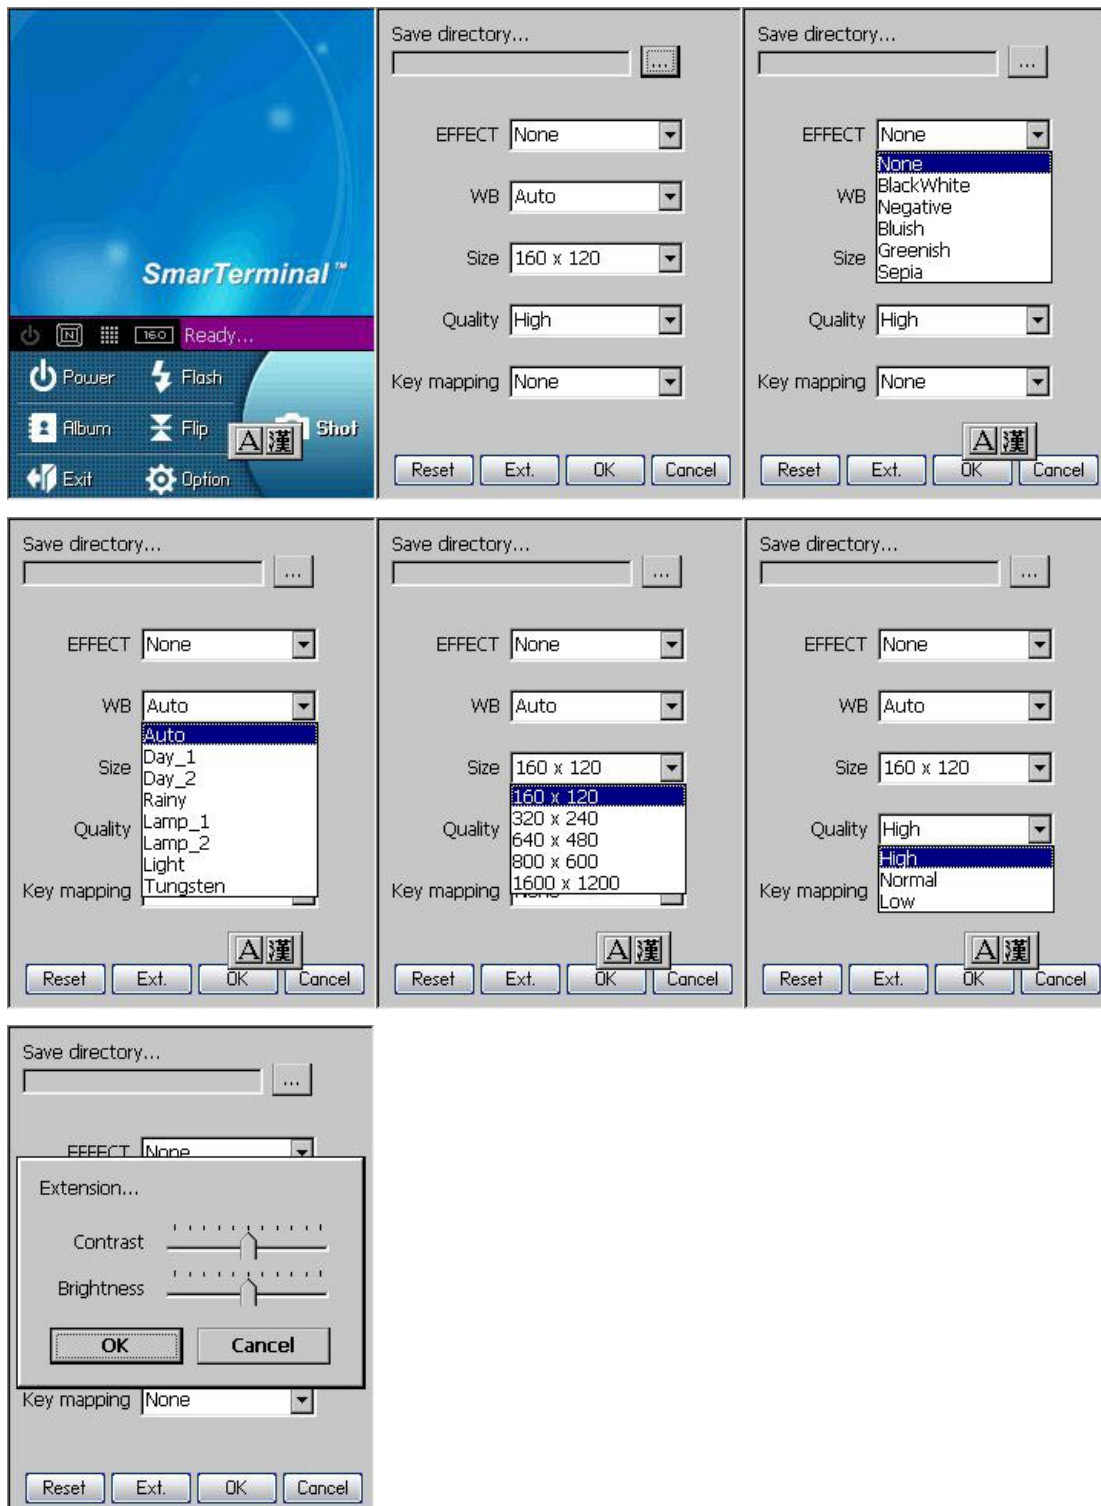 SmarTerminal ™
N 160 Ready...
Power Flash
Album Flip Shot
A 漢
Exit Option
Save directory...
...
EFFECT None
WB Auto
Size 160 x 120
Quality High
Key mapping None
Reset Ext. OK Cancel
Save directory...
...
EFFECT None
None
BlackWhite
WB
Negative
Bluish
Size
Greenish
Sepia
Quality High
Key mapping None
A 漢
Reset Ext. OK Cancel
Save directory...
...
EFFECT None
WB Auto
Auto
Day_1
Size
Day_2
Rainy
Quality
Lamp_1
Lamp_2
Light
Key mapping
Tungsten
A 漢
Reset Ext. OK Cancel
Save directory...
...
EFFECT None
WB Auto
Size 160 x 120
160 x 120
320 x 240
Quality
640 x 480
800 x 600
Key mapping
1600 x 1200
None
A 漢
Reset Ext. OK Cancel
Save directory...
...
EFFECT None
WB Auto
Size 160 x 120
Quality High
High
Normal
Key mapping
Low
A 漢
Reset Ext. OK Cancel
Save directory...
...
EFFECT None
Extension...
Contrast
Brightness
OK Cancel
Key mapping None
Reset Ext. OK Cancel